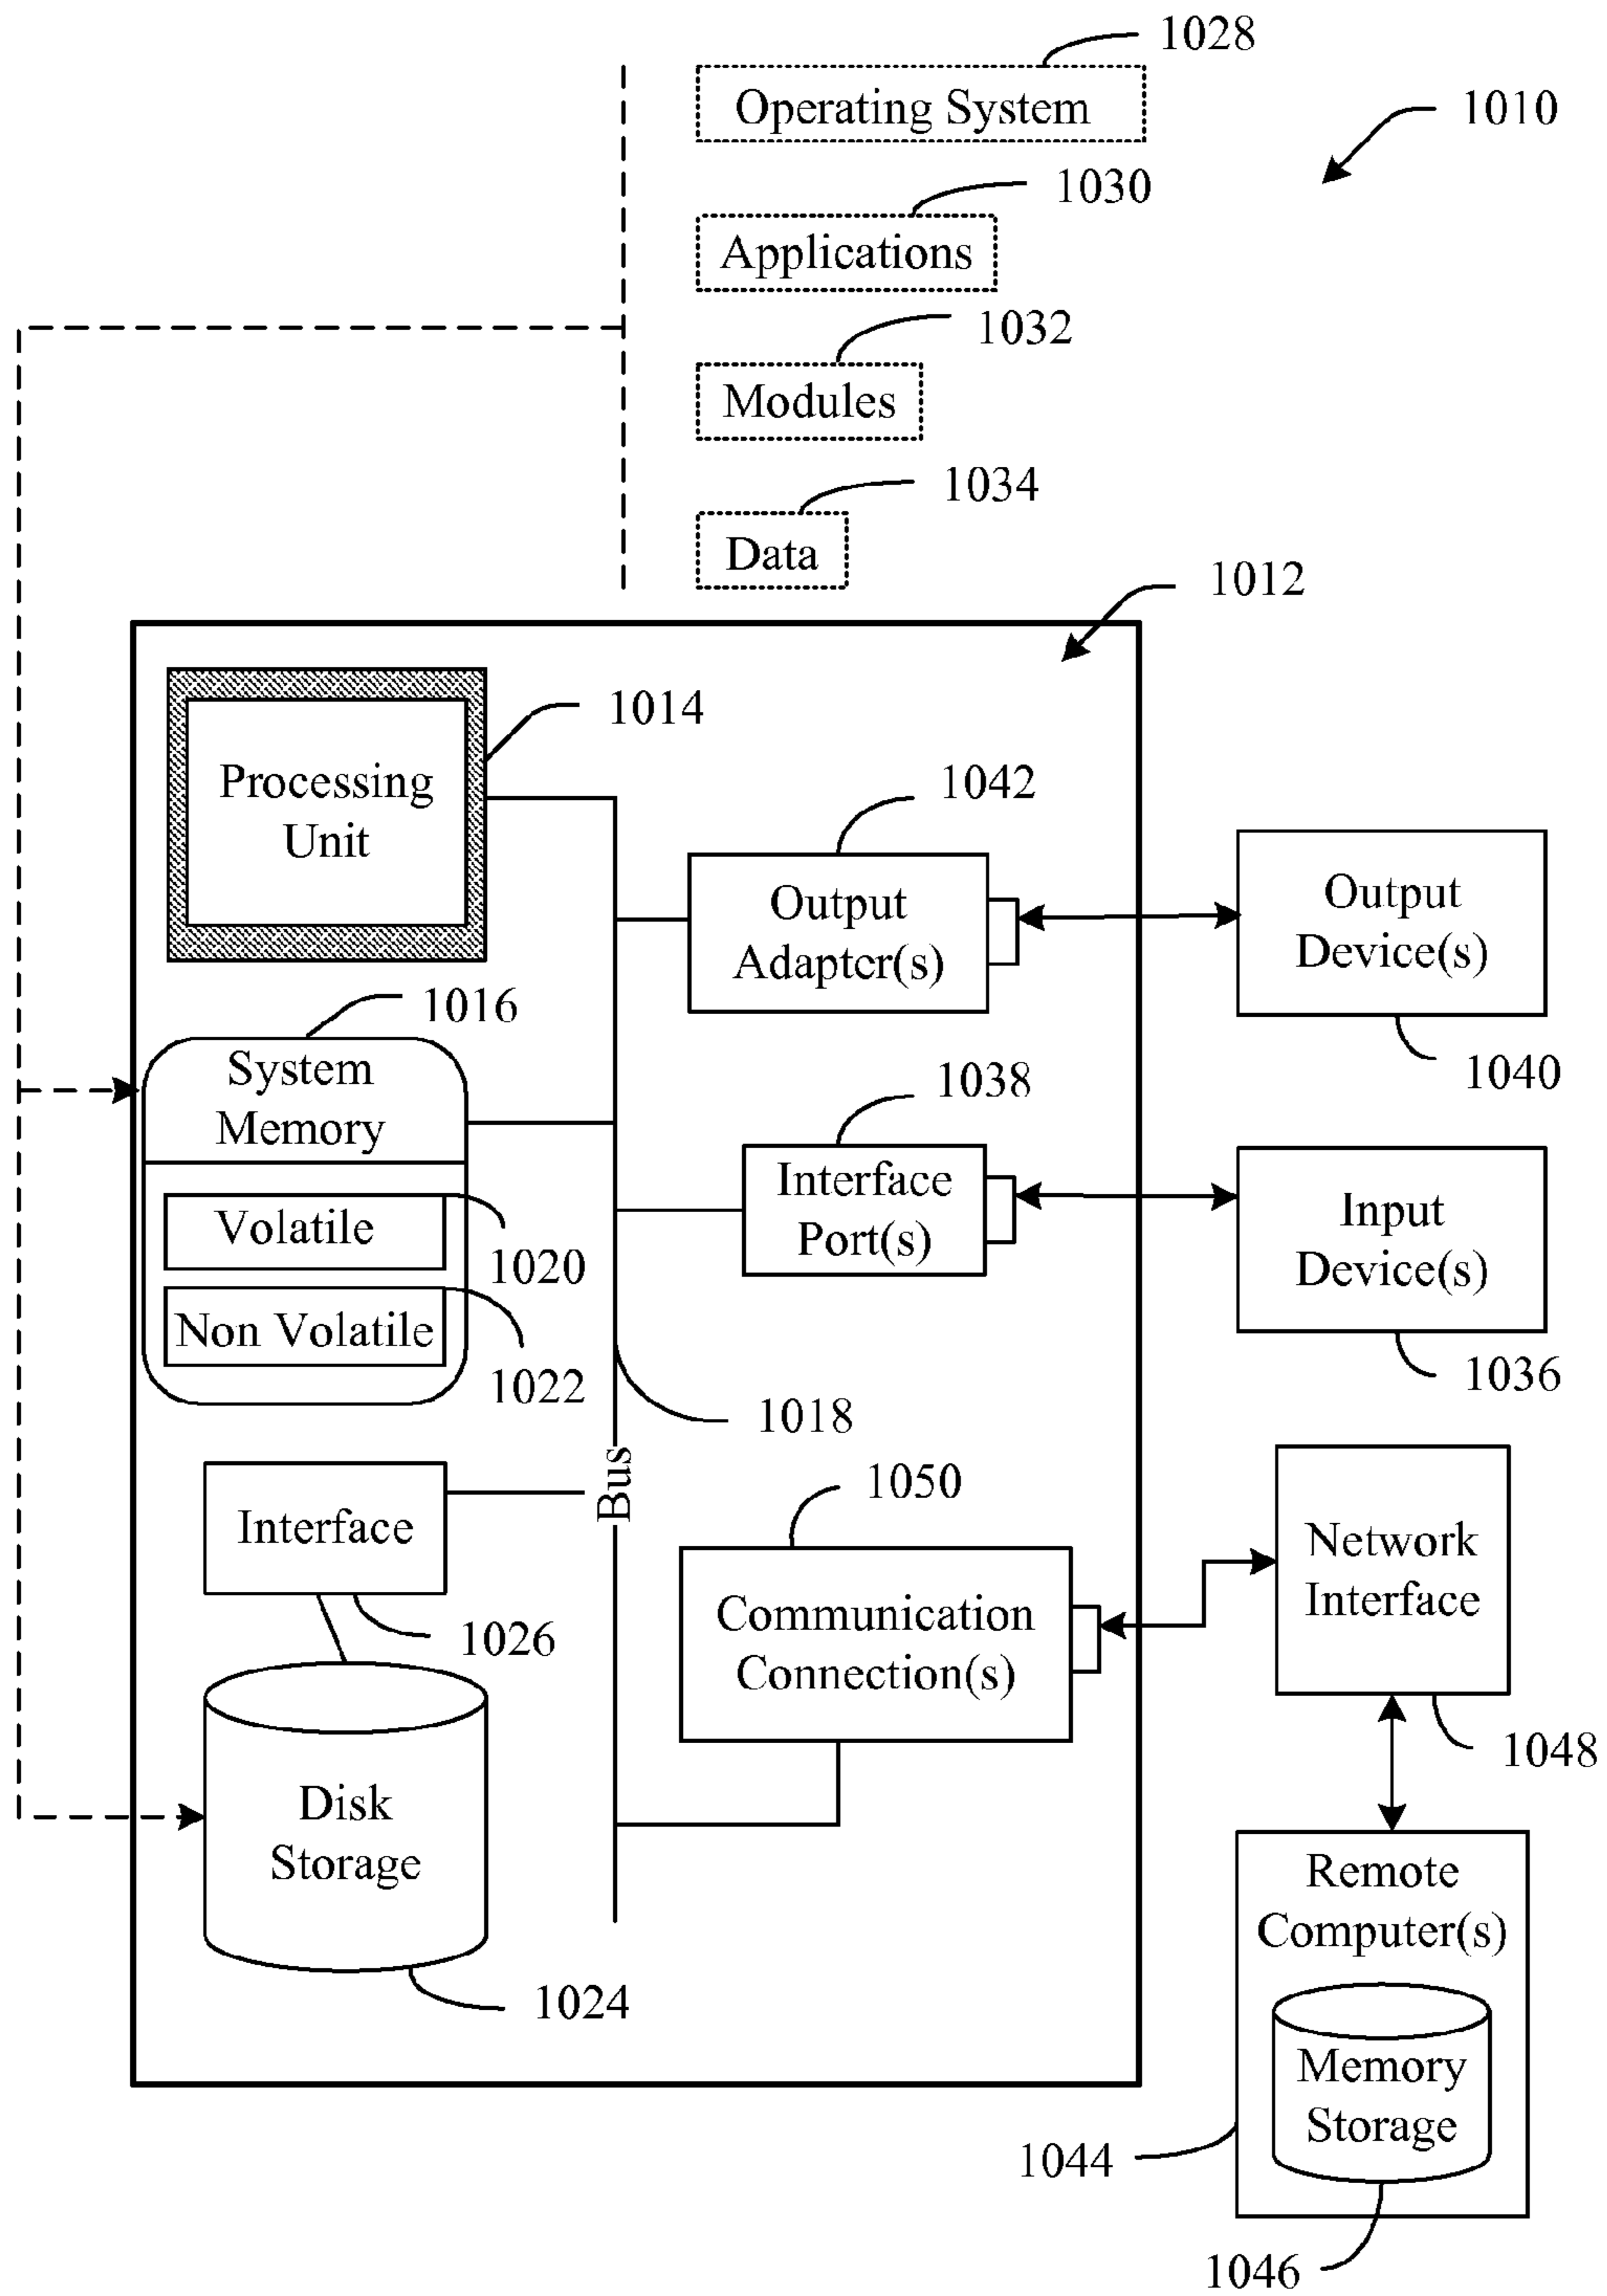 1028
Operating System
1010
1030
Applications
1032
Modules
1034
Data
1012
1014
Processing
Unit
1042
Output
Adapter(s)
Output
Device(s)
1040
1016
System
Memory
1038
Interface
Port(s)
Input
Device(s)
1036
Volatile
1020
Non Volatile
1022
1018
Bus
Interface
1026
1050
Communication
Connection(s)
Network
Interface
1048
Disk
Storage
1024
Remote
Computer(s)
Memory
Storage
1044
1046